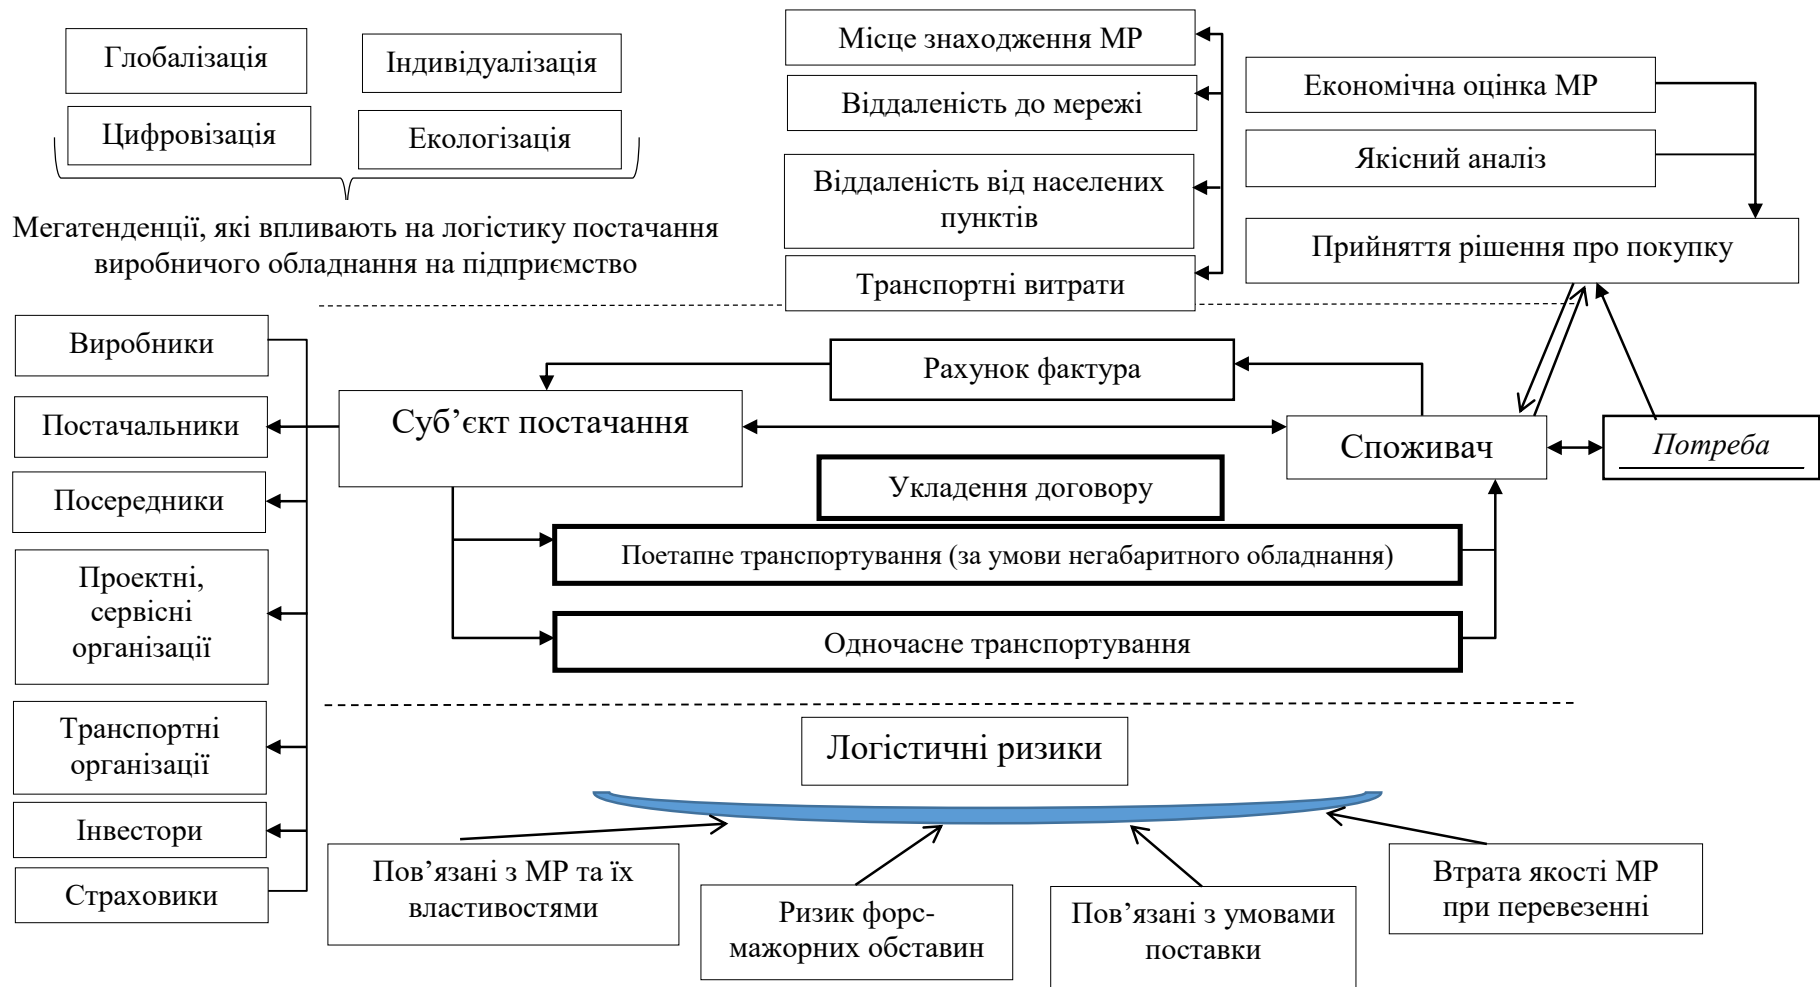 Глобалізація
Індивідуалізація
Цифровізація
Екологізація
Мегатенденції, які впливають на логістику постачання
виробничого обладнання на підприємство
Місце знаходження МР
Віддаленість до мережі
Віддаленість від населених
пунктів
Транспортні витрати
Економічна оцінка МР
Якісний аналіз
Прийняття рішення про покупку
Виробники
Постачальники
Посередники
Проектні,
сервісні
організації
Транспортні
організації
Інвестори
Страховики
Рахунок фактура
Суб’єкт постачання
Споживач
Потреба
Укладення договору
Поетапне транспортування (за умови негабаритного обладнання)
Одночасне транспортування
Логістичні ризики
Пов’язані з МР та їх
властивостями
Ризик форс-
мажорних обставин
Пов’язані з умовами
поставки
Втрата якості МР
при перевезенні